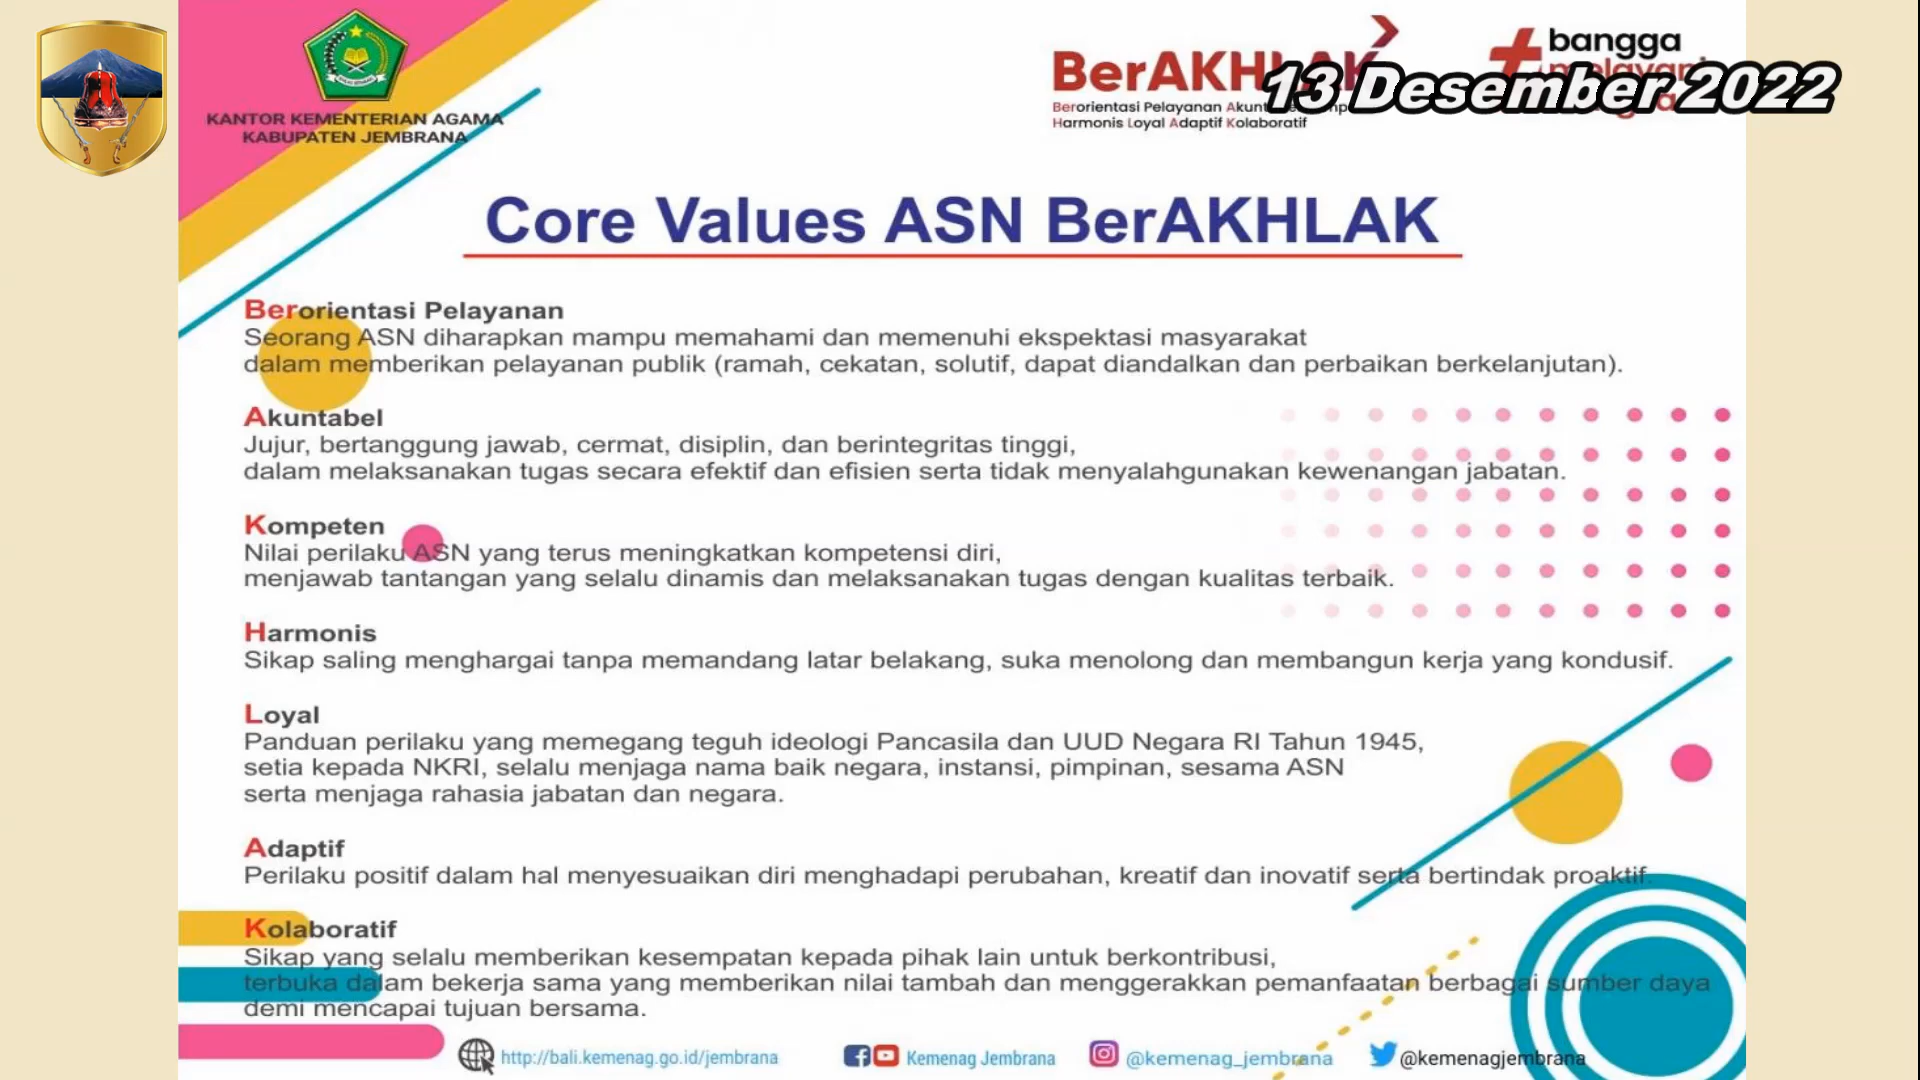 KANTOR KEMENTERIAN AGAMA
KABUPATEN JEMBRANA
BerAKHLAK
Berorientasi Pelayanan
Harmonis Loyal Adaptif Kolaboratif
bangga
13 Desember 2022
Core Values ASN BerAKHLAK
Berorientasi Pelayanan
Seorang ASN diharapkan mampu memahami dan memenuhi ekspektasi masyarakat
dalam memberikan pelayanan publik (ramah, cekatan, solutif, dapat diandalkan dan perbaikan berkelanjutan).
Akuntabel
Jujur, bertanggung jawab, cermat, disiplin, dan berintegritas tinggi,
dalam melaksanakan tugas secara efektif dan efisien serta tidak menyalahgunakan kewenangan jabatan.
Kompeten
Nilai perilaku ASN yang terus meningkatkan kompetensi diri,
menjawab tantangan yang selalu dinamis dan melaksanakan tugas dengan kualitas terbaik.
Harmonis
Sikap saling menghargai tanpa memandang latar belakang, suka menolong dan membangun kerja yang kondusif.
Loyal
Panduan perilaku yang memegang teguh ideologi Pancasila dan UUD Negara RI Tahun 1945,
setia kepada NKRI, selalu menjaga nama baik negara, instansi, pimpinan, sesama ASN
serta menjaga rahasia jabatan dan negara.
Adaptif
Perilaku positif dalam hal menyesuaikan diri menghadapi perubahan, kreatif dan inovatif serta bertindak proaktif.
Kolaboratif
Sikap yang selalu memberikan kesempatan kepada pihak lain untuk berkontribusi,
terbuka dalam bekerja sama yang memberikan nilai tambah dan menggerakkan pemanfaatan berbagai sumber daya
demi mencapai tujuan bersama.
http://bali.kemenag.go.id/jembrana
Kemenag Jembrana
@kemenag_jembrana
@kemenagjembrana